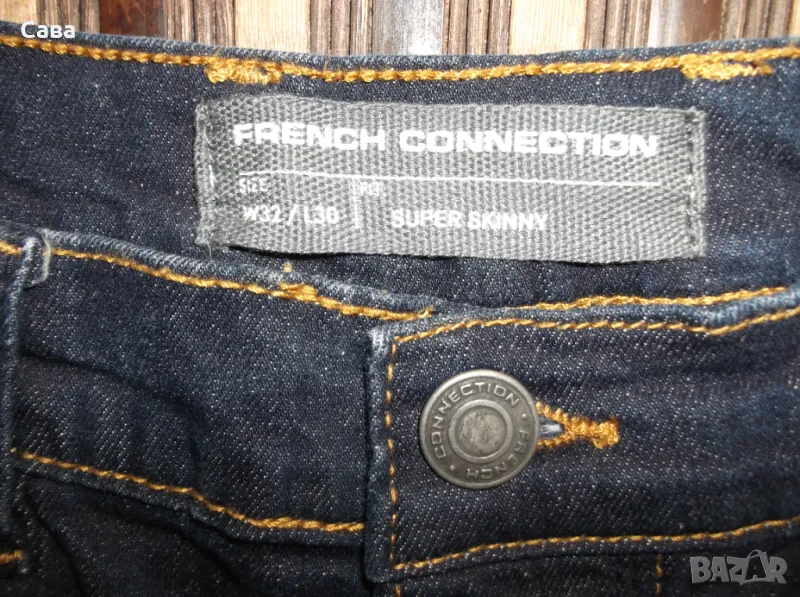 Сава
FRENCH CONNECTION
SIZE FIT
W32/L30 SUPER SKINNY
CONNECTION • FRENCH •
BAZAR